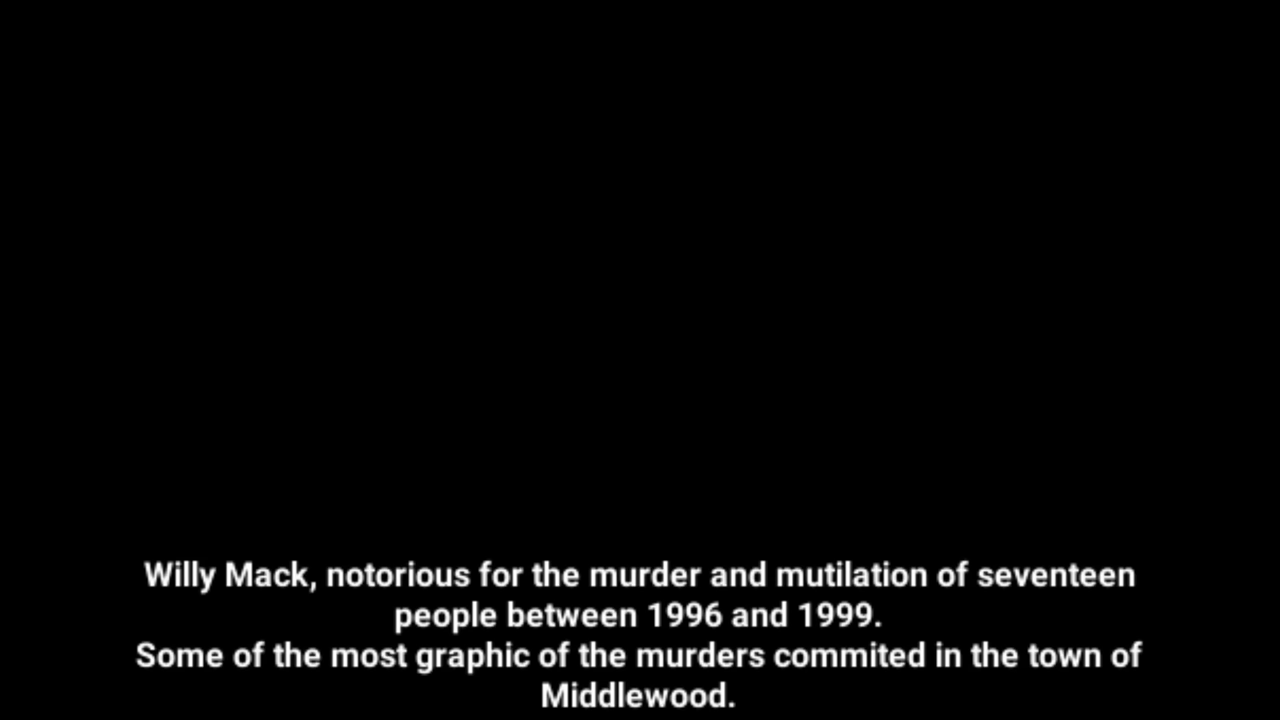 Willy Mack, notorious for the murder and mutilation of seventeen
people between 1996 and 1999.
Some of the most graphic of the murders commited in the town of
Middlewood.